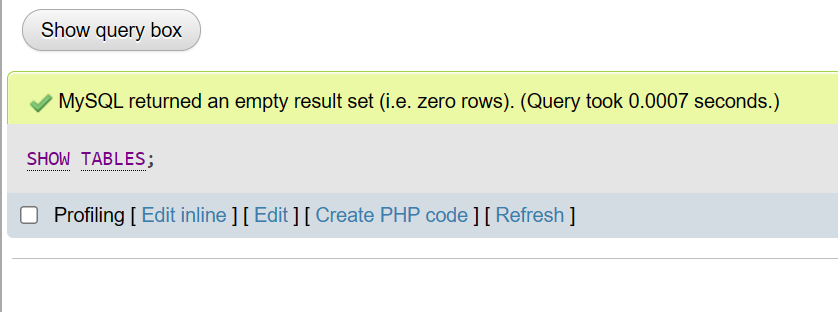 Show query box
MySQL returned an empty result set (i.e. zero rows). (Query took 0.0007 seconds.)
SHOW TABLES;
Profiling [ Edit inline ] [ Edit ] [ Create PHP code ] [ Refresh ]